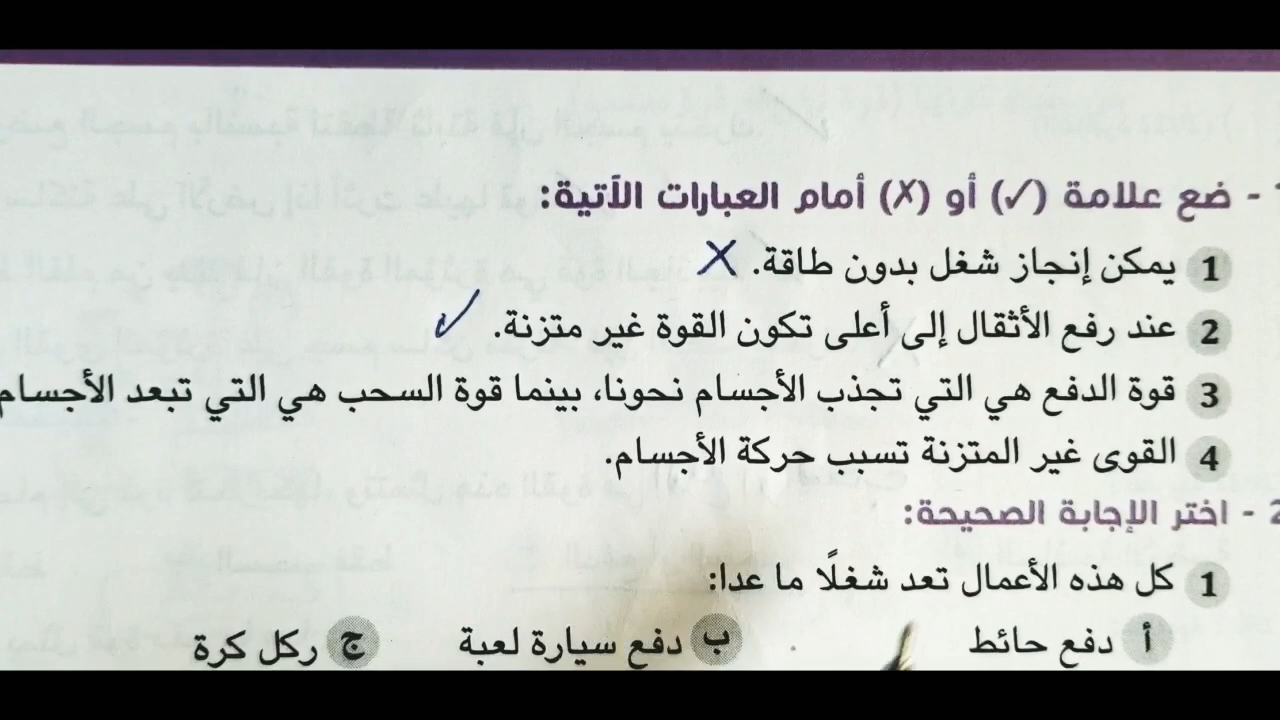 - ضع علامة (✓) أو (✗) أمام العبارات الآتية:
1 يمكن إنجاز شغل بدون طاقة. ✗
2 عند رفع الأثقال إلى أعلى تكون القوة غير متزنة. ✓
3 قوة الدفع هي التي تجذب الأجسام نحونا، بينما قوة السحب هي التي تبعد الأجسام
4 القوى غير المتزنة تسبب حركة الأجسام.
2 - اختر الإجابة الصحيحة:
1 كل هذه الأعمال تعد شغلًا ما عدا:
أ دفع حائط ب دفع سيارة لعبة ج ركل كرة